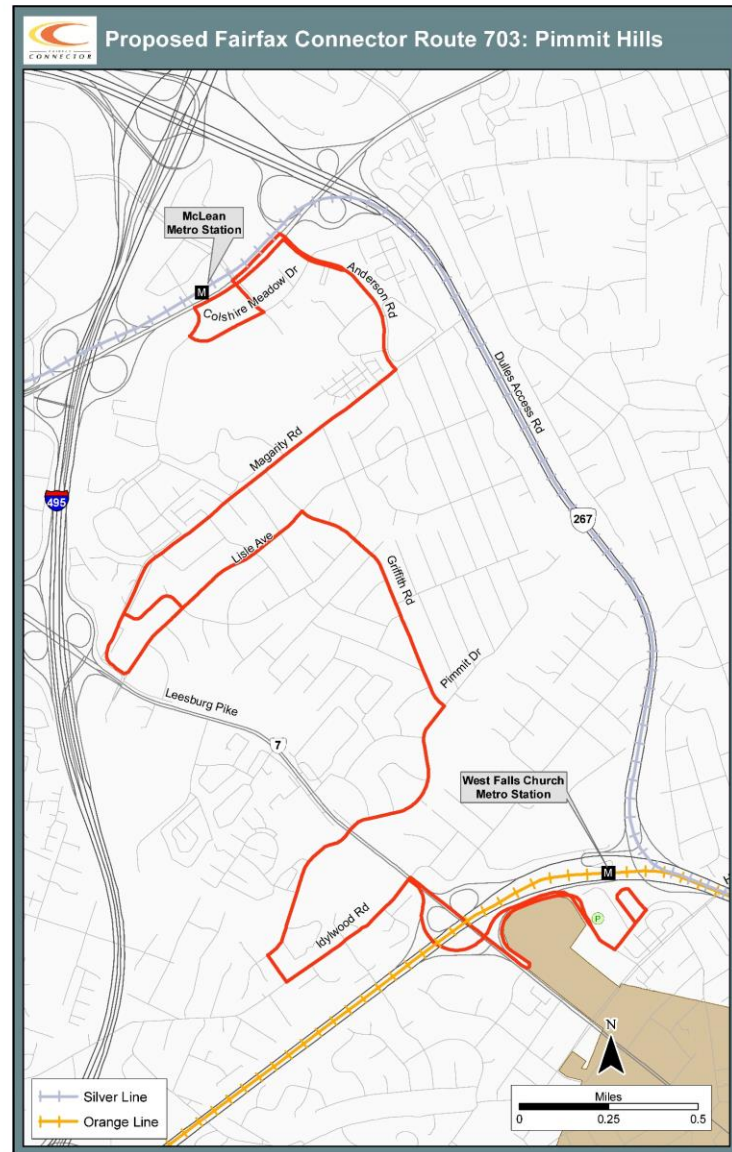 CONNECTOR
Proposed Fairfax Connector Route 703: Pimmit Hills
McLean
Metro Station
M
Colshire Meadow Dr
Anderson Rd
Dulles Access Rd
Magarity Rd
495
267
Lisle Ave
Griffith Rd
Pimmit Dr
Leesburg Pike
7
West Falls Church
Metro Station
M
P
Idylwood Rd
N
Silver Line
Orange Line
Miles
0 0.25 0.5